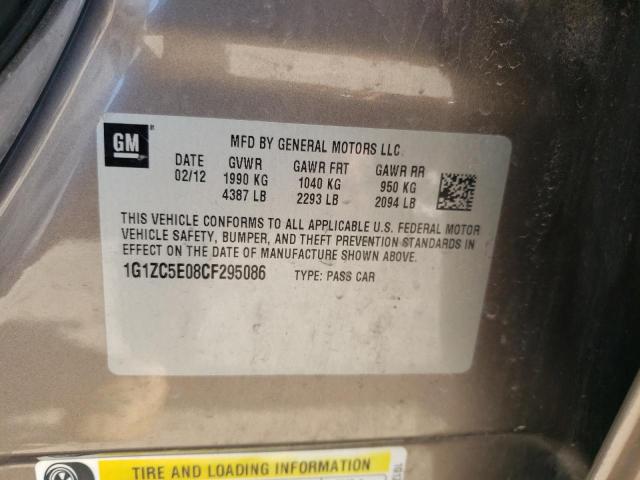 GM
MFD BY GENERAL MOTORS LLC
DATE GVWR GAWR FRT GAWR RR
02/12 1990 KG 1040 KG 950 KG
4387 LB 2293 LB 2094 LB
THIS VEHICLE CONFORMS TO ALL APPLICABLE U.S. FEDERAL MOTOR
VEHICLE SAFETY, BUMPER, AND THEFT PREVENTION STANDARDS IN
EFFECT ON THE DATE OF MANUFACTURE SHOWN ABOVE.
1G1ZC5E08CF295086 TYPE: PASS CAR
TIRE AND LOADING INFORMATION